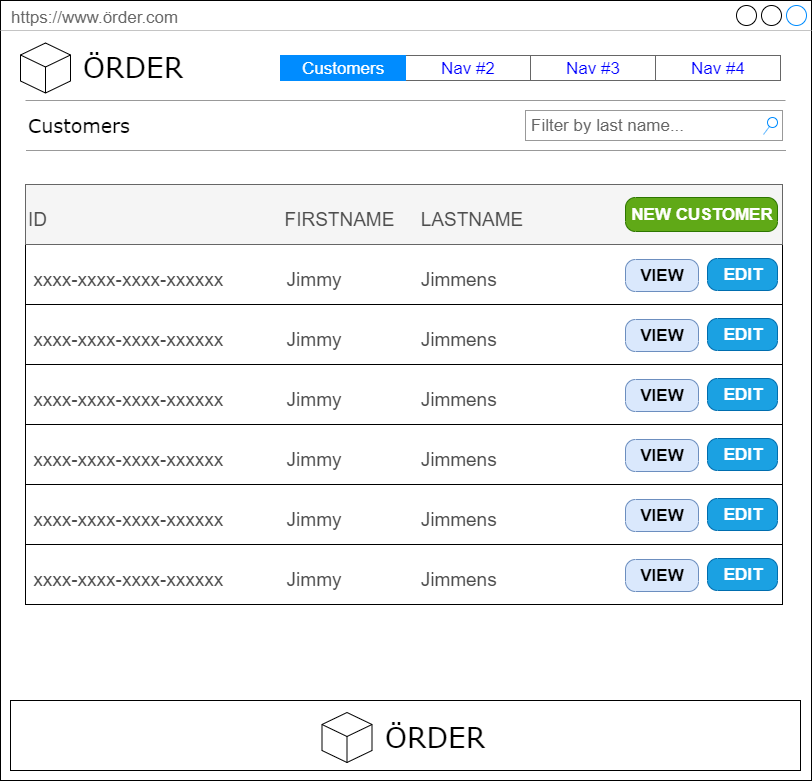 https://www.örder.com
ÖRDER
Customers Nav #2 Nav #3 Nav #4
Customers Filter by last name...
ID FIRSTNAME LASTNAME NEW CUSTOMER
xxxx-xxxx-xxxx-xxxxxx Jimmy Jimmens VIEW EDIT
xxxx-xxxx-xxxx-xxxxxx Jimmy Jimmens VIEW EDIT
xxxx-xxxx-xxxx-xxxxxx Jimmy Jimmens VIEW EDIT
xxxx-xxxx-xxxx-xxxxxx Jimmy Jimmens VIEW EDIT
xxxx-xxxx-xxxx-xxxxxx Jimmy Jimmens VIEW EDIT
xxxx-xxxx-xxxx-xxxxxx Jimmy Jimmens VIEW EDIT
ÖRDER